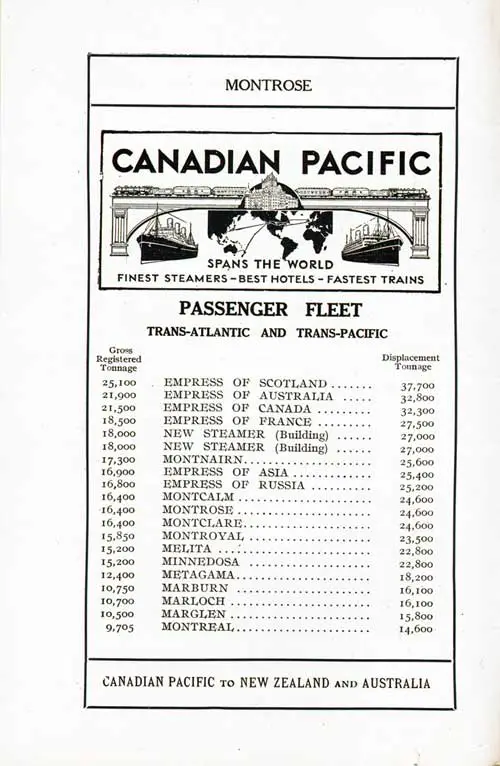 MONTROSE
CANADIAN PACIFIC
SPANS THE WORLD
FINEST STEAMERS – BEST HOTELS – FASTEST TRAINS
PASSENGER FLEET
TRANS-ATLANTIC AND TRANS-PACIFIC
Gross Registered Tonnage Displacement Tonnage
25,100 EMPRESS OF SCOTLAND ....... 37,700
21,900 EMPRESS OF AUSTRALIA ..... 32,800
21,500 EMPRESS OF CANADA ......... 32,300
18,500 EMPRESS OF FRANCE ......... 27,500
18,000 NEW STEAMER (Building) ...... 27,000
18,000 NEW STEAMER (Building) ...... 27,000
17,300 MONTNAIRN..................... 25,600
16,900 EMPRESS OF ASIA ............. 25,400
16,800 EMPRESS OF RUSSIA .......... 25,200
16,400 MONTCALM ...................... 24,600
16,400 MONTROSE ...................... 24,600
16,400 MONTCLARE..................... 24,600
15,850 MONTROYAL .................... 23,500
15,200 MELITA ......................... 22,800
15,200 MINNEDOSA .................... 22,800
12,400 METAGAMA...................... 18,200
10,750 MARBURN ....................... 16,100
10,700 MARLOCH ....................... 16,100
10,500 MARGLEN ....................... 15,800
9,705 MONTREAL...................... 14,600
CANADIAN PACIFIC TO NEW ZEALAND AND AUSTRALIA